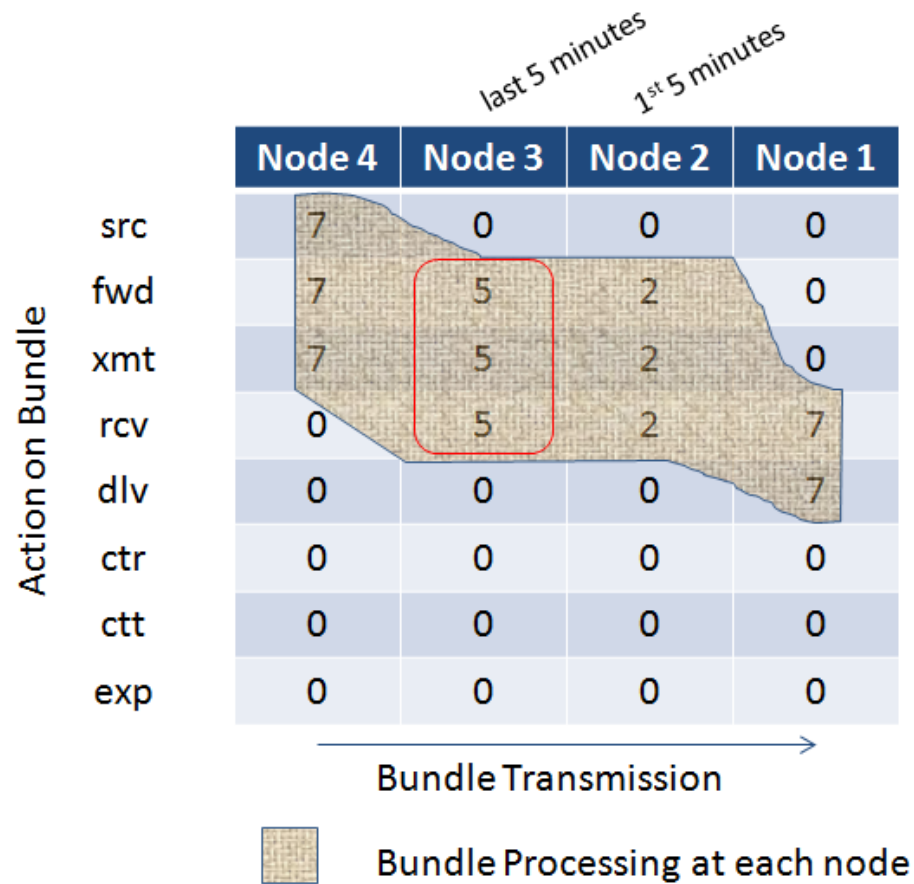 last 5 minutes 1st 5 minutes
Node 4 Node 3 Node 2 Node 1
src 7 0 0 0
fwd 7 5 2 0
xmt 7 5 2 0
rcv 0 5 2 7
dlv 0 0 0 7
ctr 0 0 0 0
ctt 0 0 0 0
exp 0 0 0 0
Action on Bundle
Bundle Transmission
Bundle Processing at each node